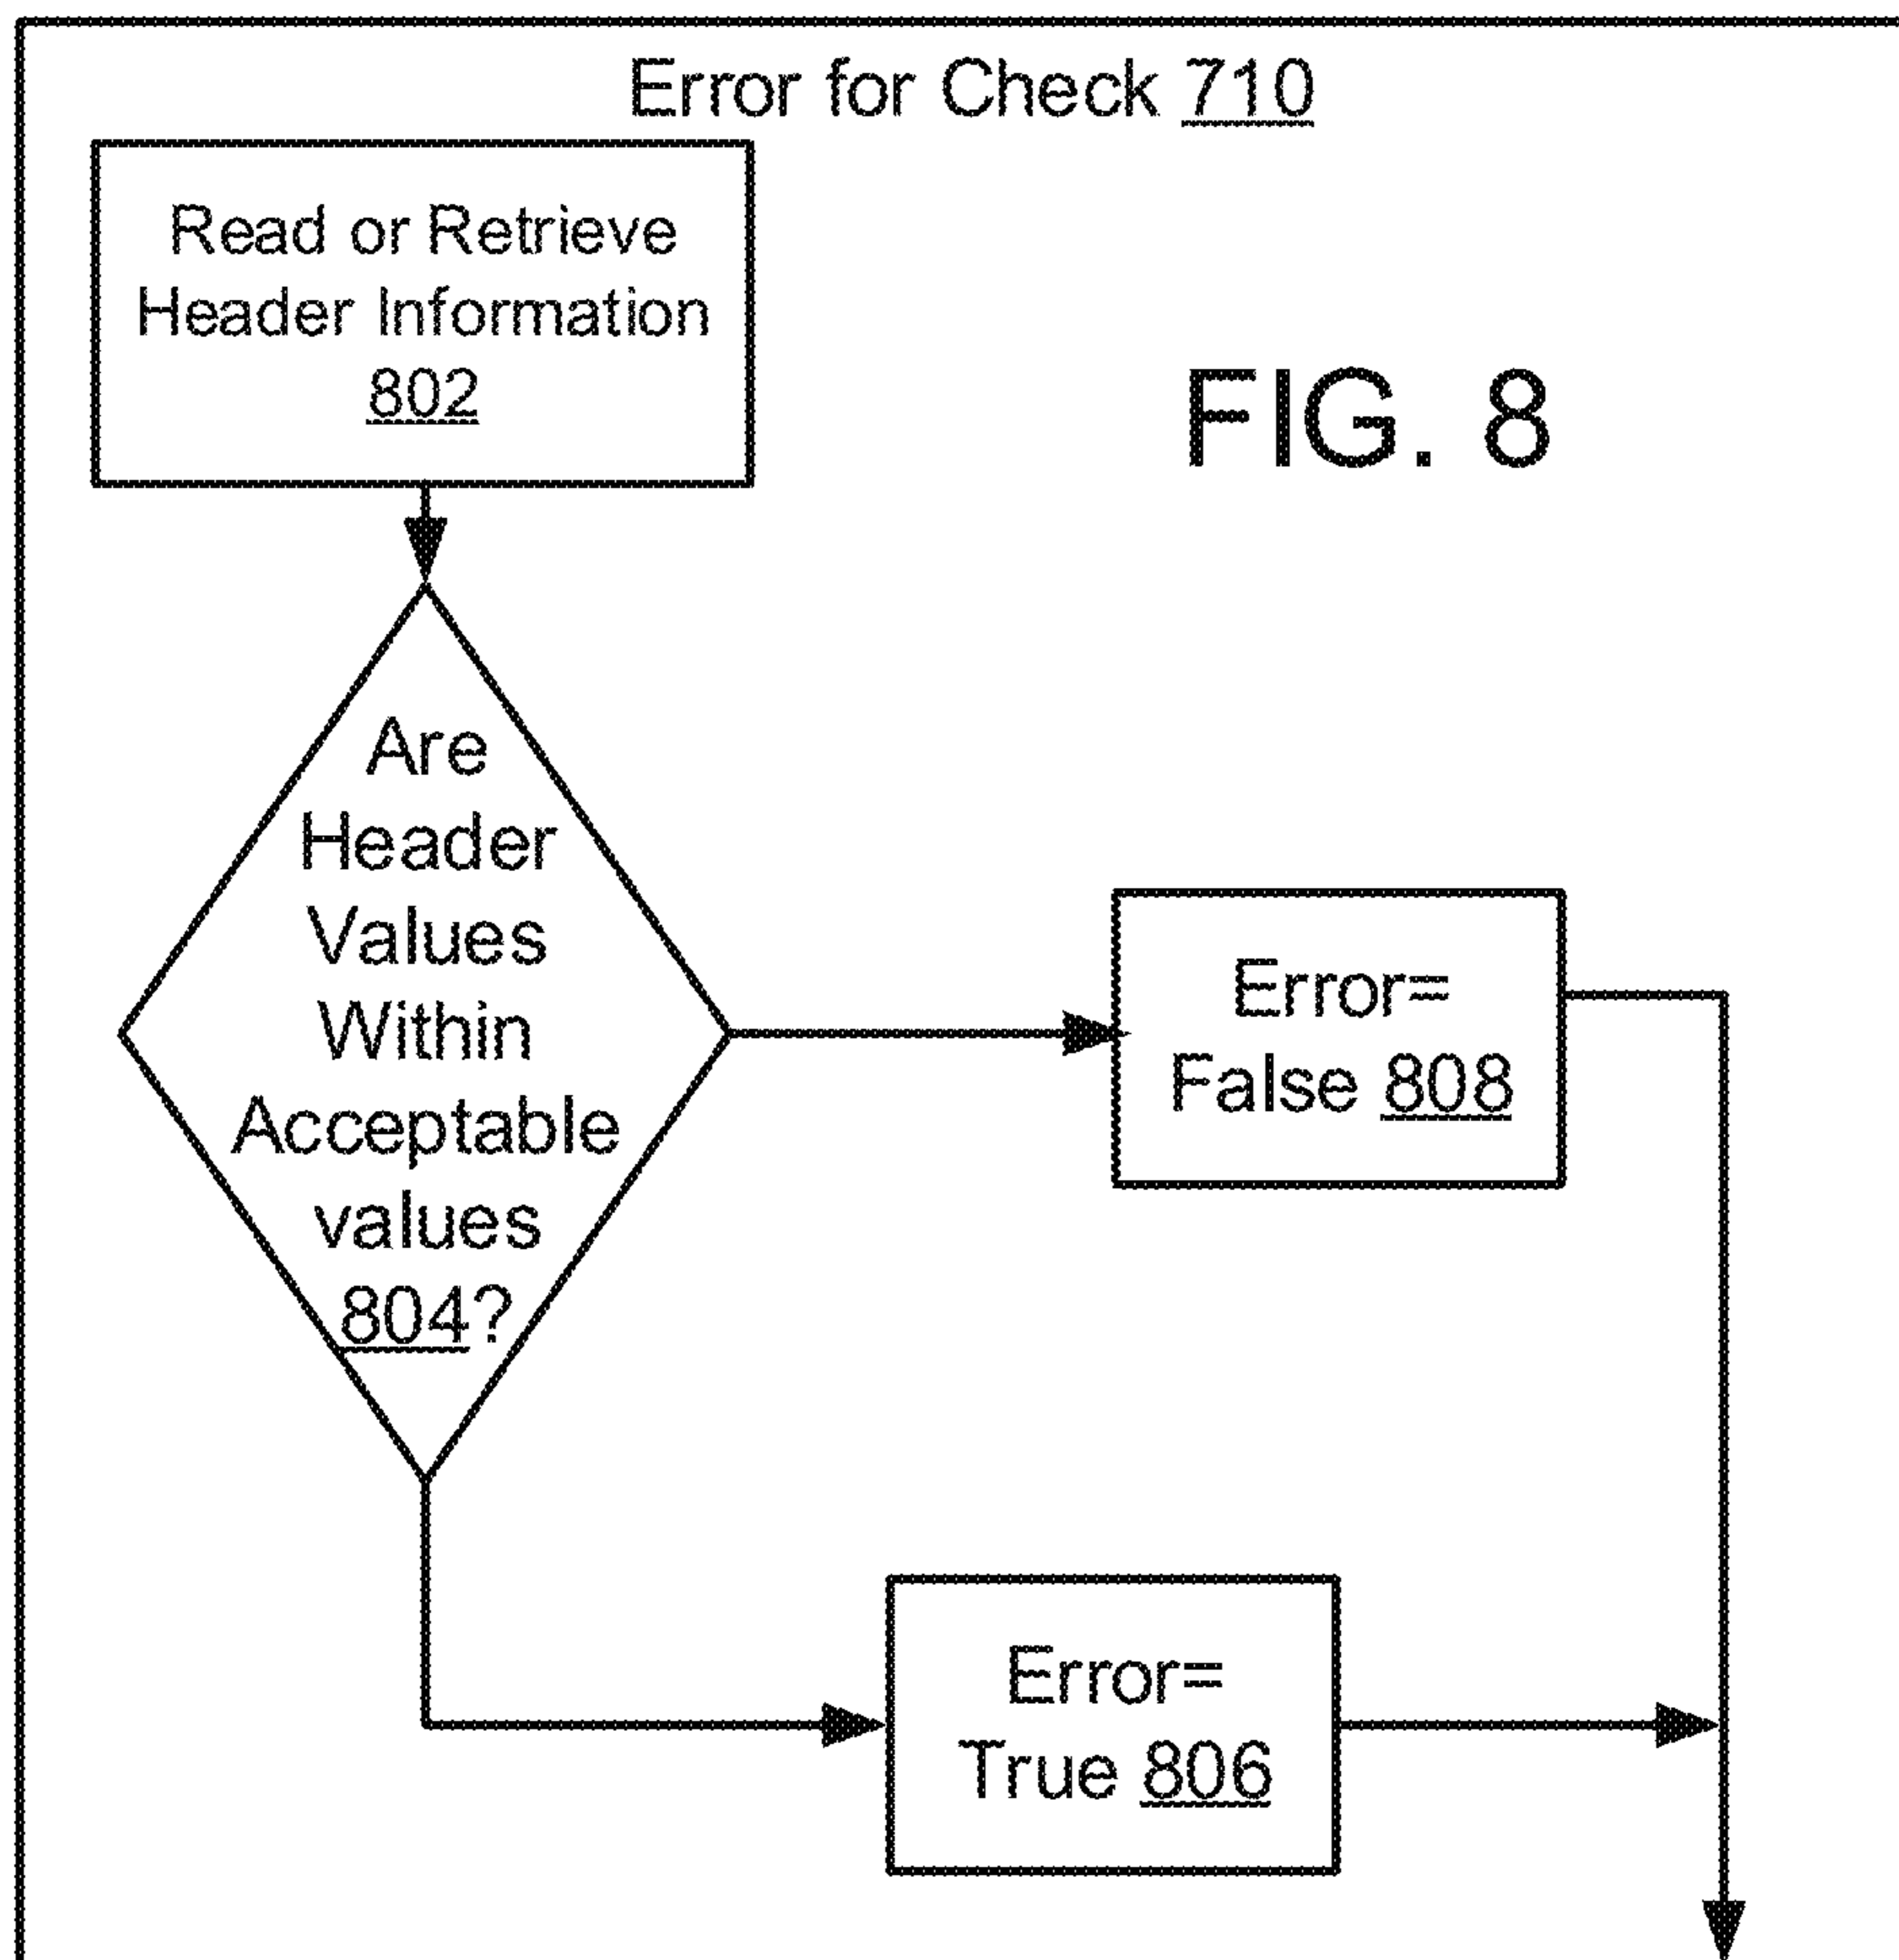 Error for Check 710
Read or Retrieve
Header Information
802
FIG. 8
Are
Header
Values
Within
Acceptable
values
804?
Error=
False 808
Error=
True 806